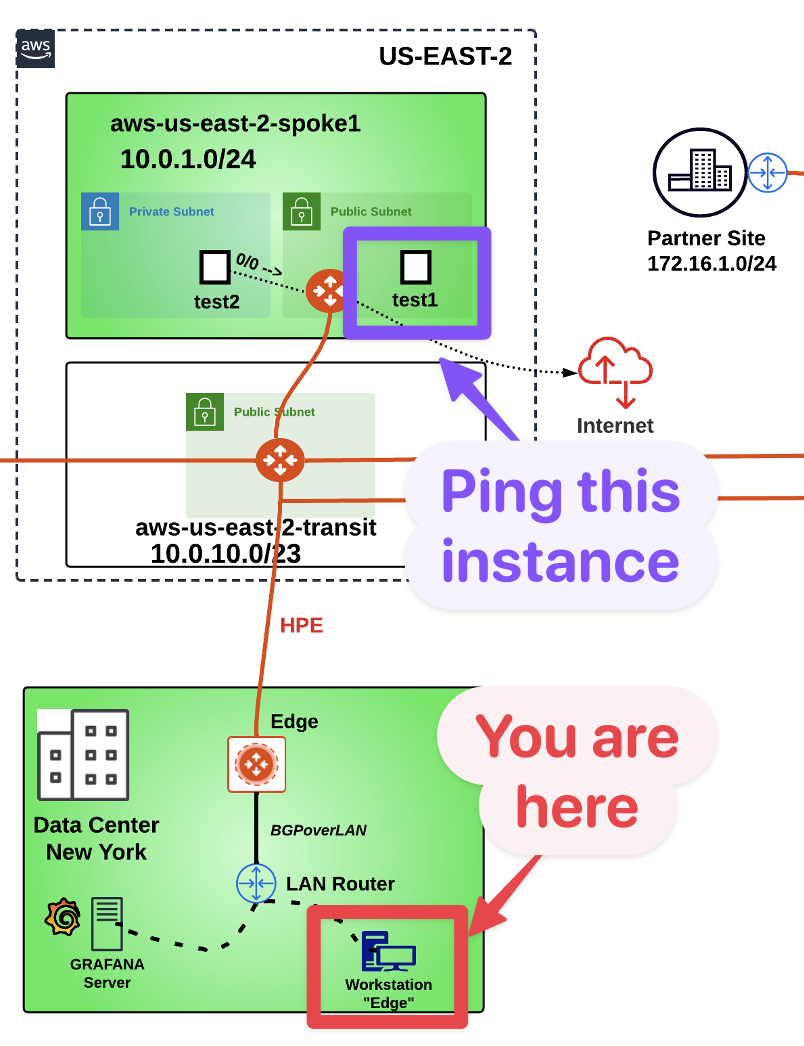 aws
US-EAST-2
aws-us-east-2-spoke1
10.0.1.0/24
Private Subnet
Public Subnet
0/0 -->
test2
test1
Partner Site
172.16.1.0/24
Internet
Public Subnet
Ping this
instance
aws-us-east-2-transit
10.0.10.0/23
HPE
You are
here
Edge
Data Center
New York
BGPoverLAN
LAN Router
GRAFANA
Server
Workstation
"Edge"